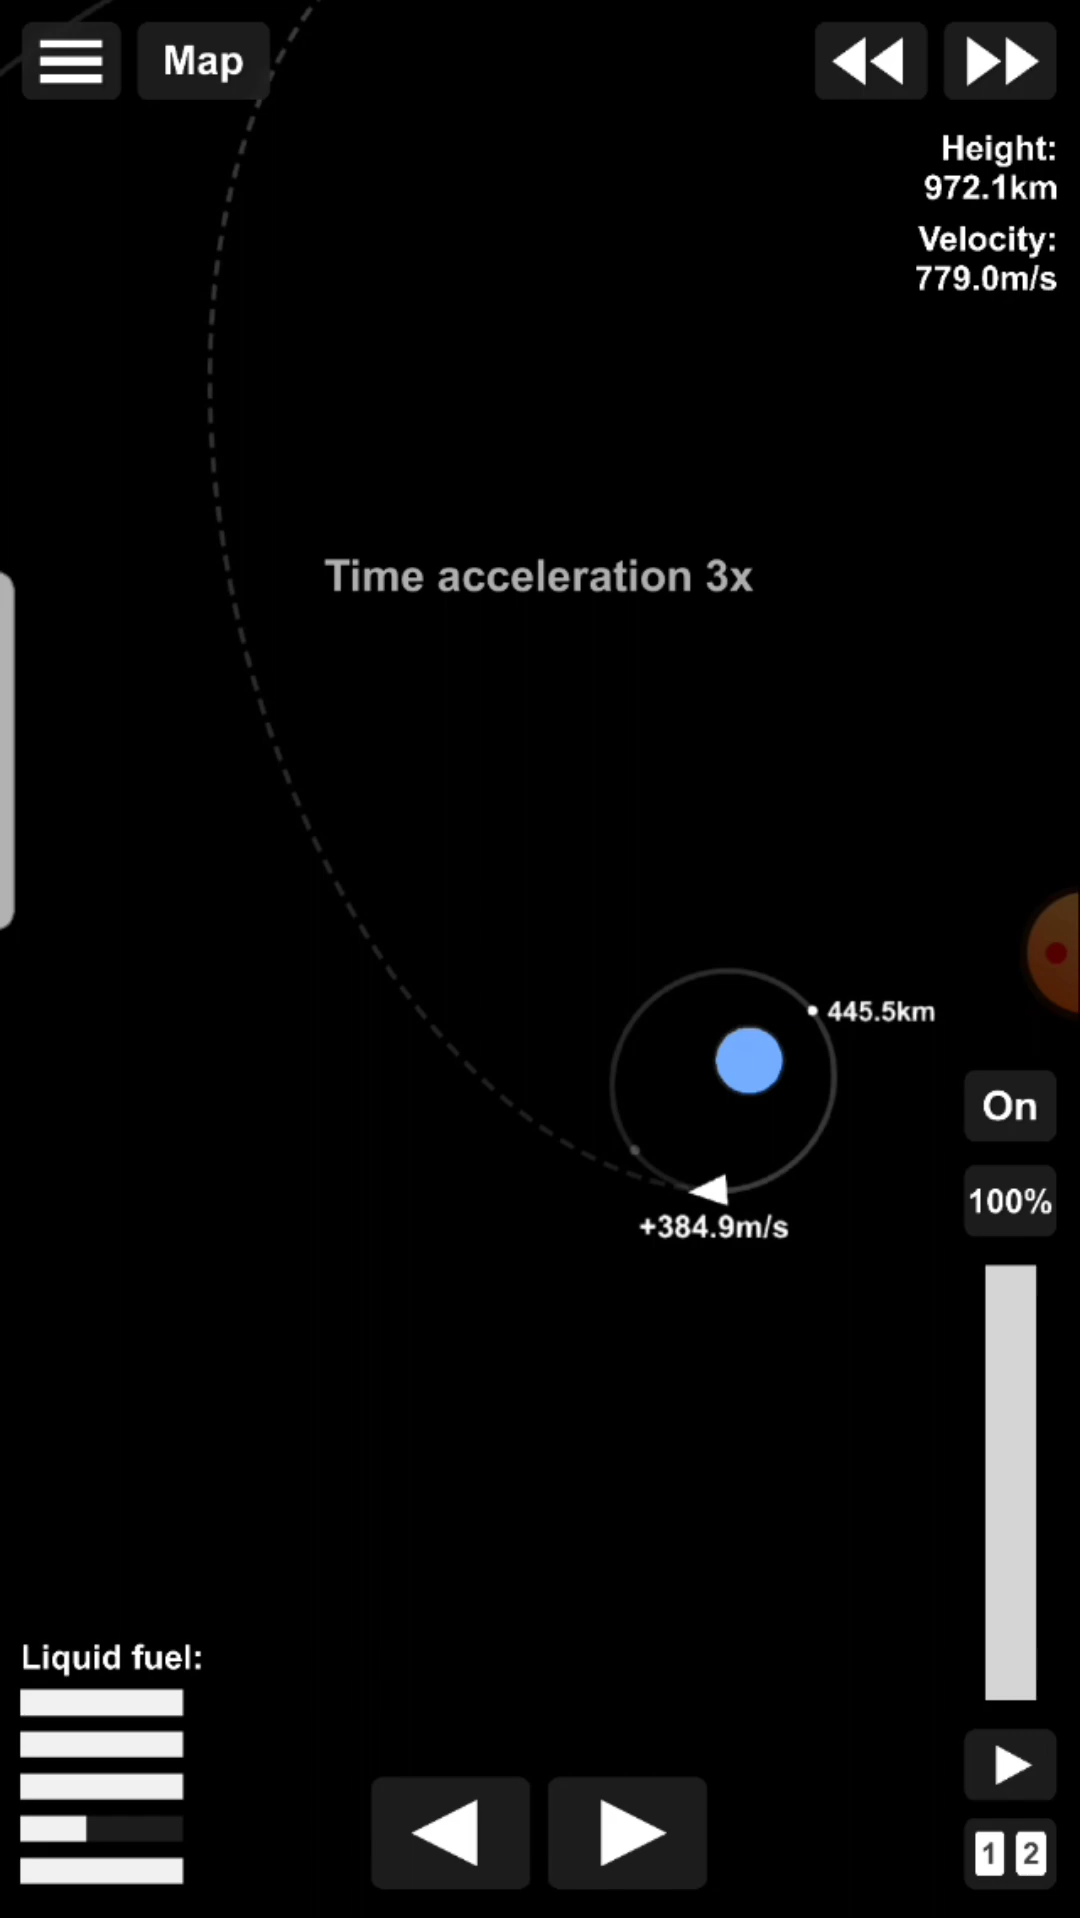 Map
Height:
972.1km
Velocity:
779.0m/s
Time acceleration 3x
445.5km
On
100%
+384.9m/s
Liquid fuel:
1 2